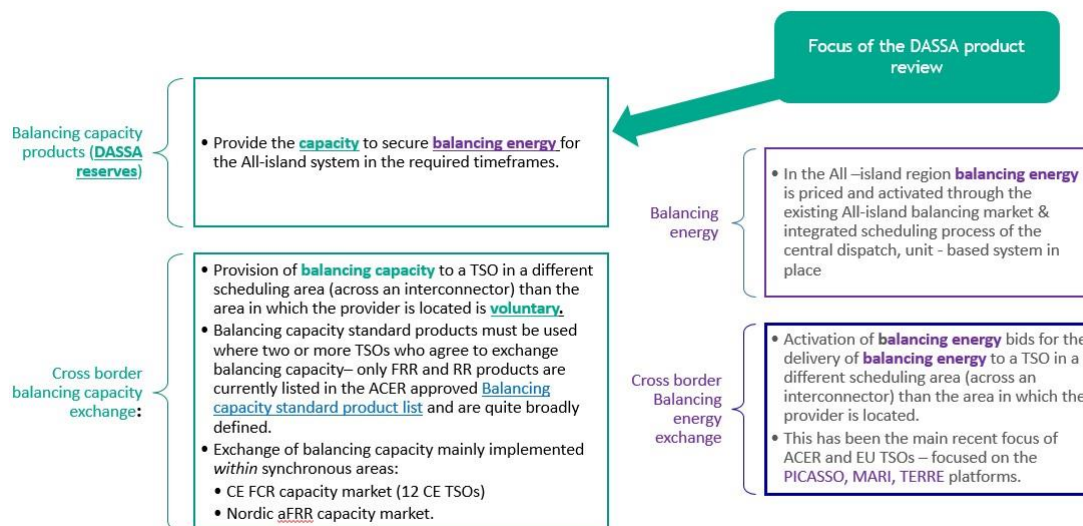 Focus of the DASSA product
review
Balancing capacity
products (DASSA
reserves)
• Provide the capacity to secure balancing energy for
the All-island system in the required timeframes.
Balancing
energy
• In the All –island region balancing energy
is priced and activated through the
existing All-island balancing market &
integrated scheduling process of the
central dispatch, unit - based system in
place
Cross border
balancing capacity
exchange:
• Provision of balancing capacity to a TSO in a different
scheduling area (across an interconnector) than the
area in which the provider is located is voluntary.
• Balancing capacity standard products must be used
where two or more TSOs who agree to exchange
balancing capacity– only FRR and RR products are
currently listed in the ACER approved Balancing
capacity standard product list and are quite broadly
defined.
• Exchange of balancing capacity mainly implemented
within synchronous areas:
• CE FCR capacity market (12 CE TSOs)
• Nordic aFRR capacity market.
Cross border
Balancing
energy
exchange
• Activation of balancing energy bids for the
delivery of balancing energy to a TSO in a
different scheduling area (across an
interconnector) than the area in which the
provider is located.
• This has been the main recent focus of
ACER and EU TSOs – focused on the
PICASSO, MARI, TERRE platforms.